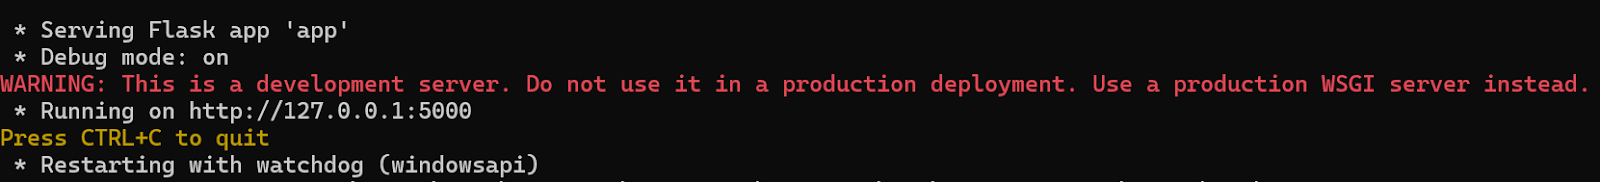 * Serving Flask app 'app'
* Debug mode: on
WARNING: This is a development server. Do not use it in a production deployment. Use a production WSGI server instead.
* Running on http://127.0.0.1:5000
Press CTRL+C to quit
* Restarting with watchdog (windowsapi)